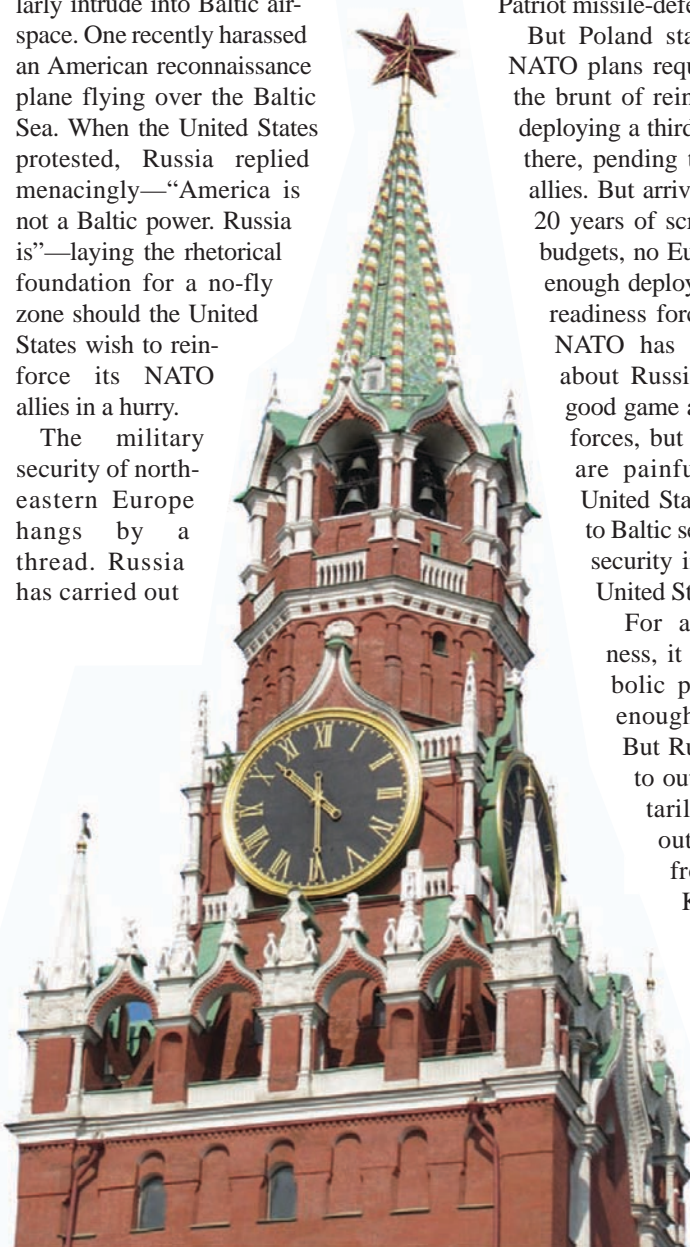 larly intrude into Baltic air-
space. One recently harassed
an American reconnaissance
plane flying over the Baltic
Sea. When the United States
protested, Russia replied
menacingly—“America is
not a Baltic power. Russia
is”—laying the rhetorical
foundation for a no-fly
zone should the United
States wish to rein-
force its NATO
allies in a hurry.
The military
security of north-
eastern Europe
hangs by a
thread. Russia
has carried out
Patriot missile-defe
But Poland sta
NATO plans requ
the brunt of rein
deploying a third
there, pending t
allies. But arriv
20 years of scr
budgets, no Eu
enough deploy
readiness forc
NATO has
about Russi
good game a
forces, but
are painfu
United Sta
to Baltic se
security i
United St
For a
ness, it
bolic p
enough
But Ru
to out
taril
out
fr
K